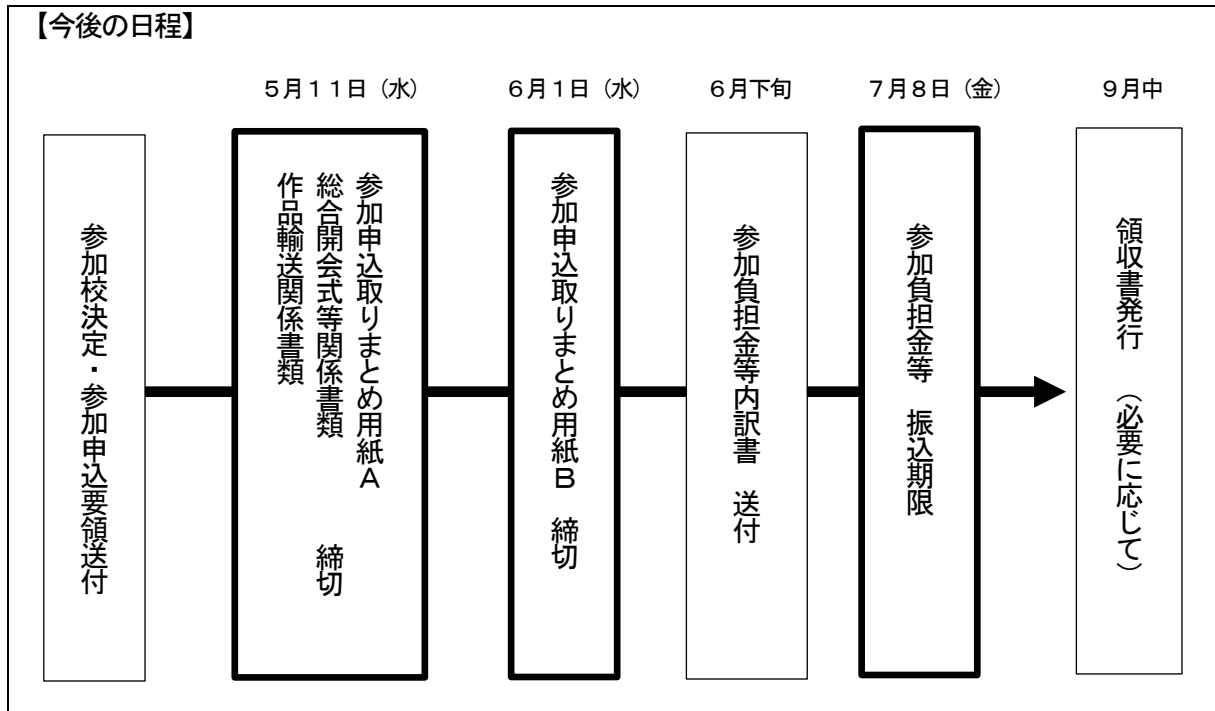 【今後の日程】
５月１１日（水）
６月１日（水）
６月下旬
７月８日（金）
９月中
参加校決定・参加申込要領送付
参加申込取りまとめ用紙Ａ
総合開会式等関係書類　締切
作品輸送関係書類
参加申込取りまとめ用紙Ｂ　締切
参加負担金等内訳書　送付
参加負担金等　振込期限
領収書発行　（必要に応じて）